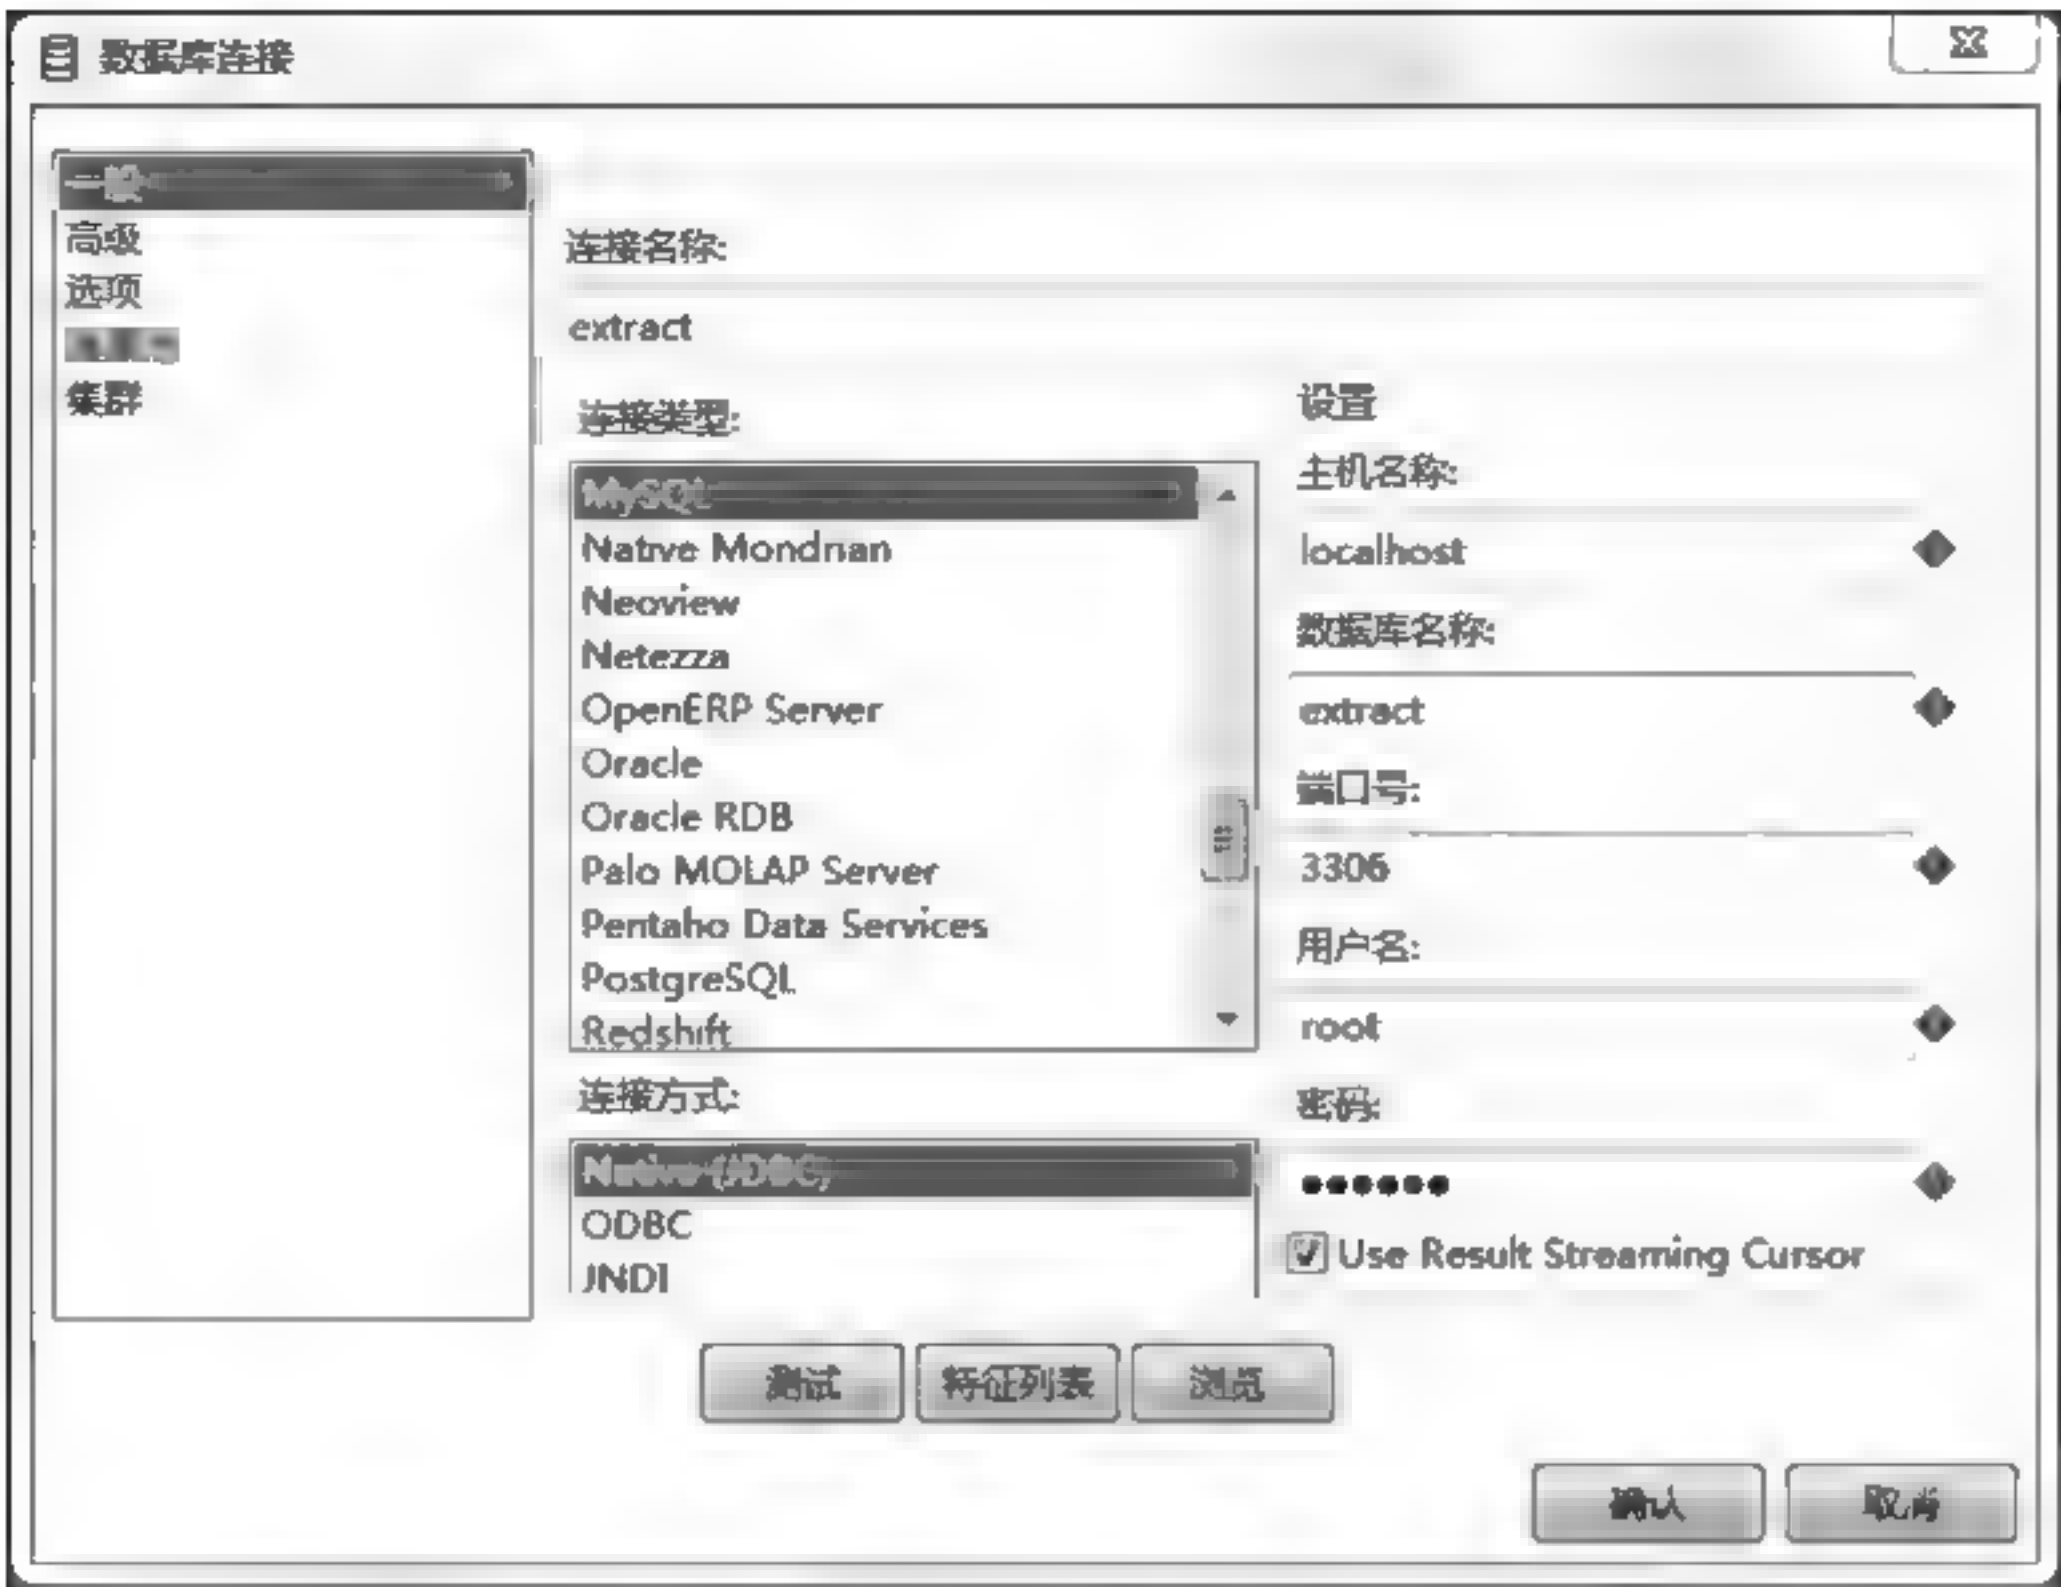 数据库连接
一般
高级
选项
集群
连接名称:
extract
连接类型:
MySQL
Native Mondrian
Neoview
Netezza
OpenERP Server
Oracle
Oracle RDB
Palo MOLAP Server
Pentaho Data Services
PostgreSQL
Redshift
连接方式:
Native (JDBC)
ODBC
JNDI
设置
主机名称:
localhost
数据库名称:
extract
端口号:
3306
用户名:
root
密码:
●●●●●●
Use Result Streaming Cursor
测试 特征列表 浏览
确认 取消